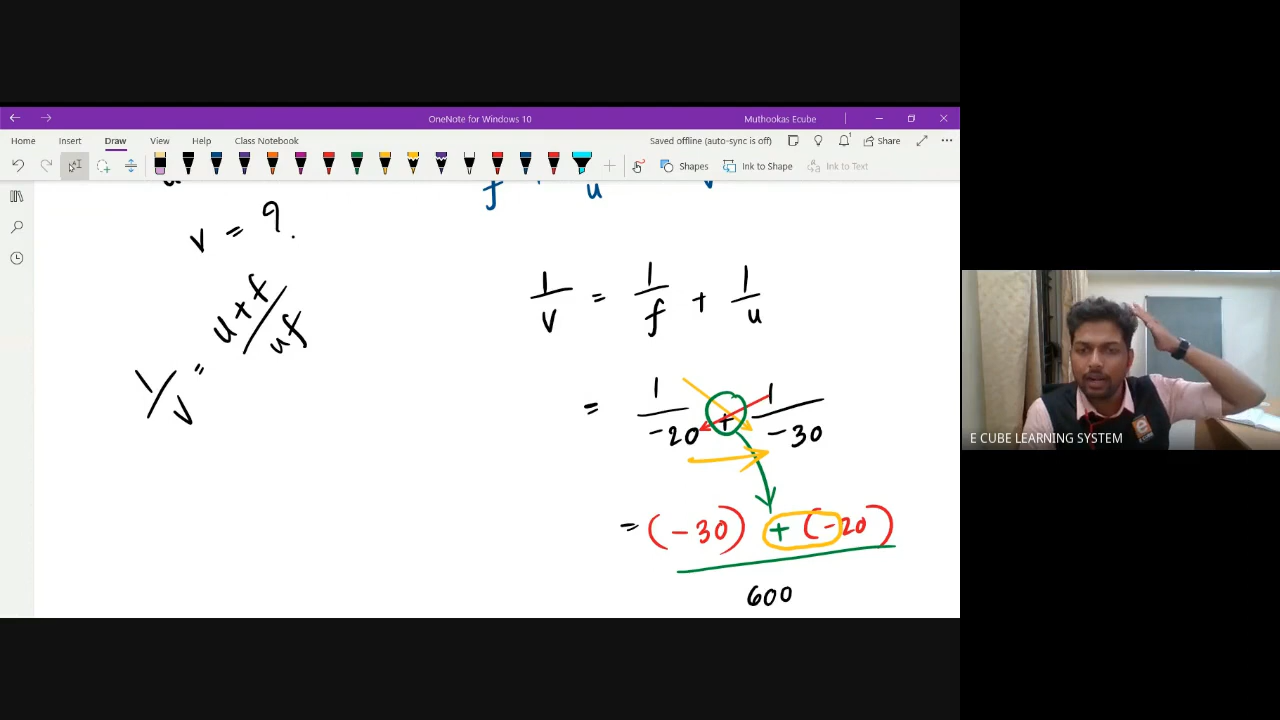 OneNote for Windows 10
Muthookas Ecube
Home Insert Draw View Help Class Notebook
Saved offline (auto-sync is off)
Share
Shapes
Ink to Shape
Ink to Text
f u v
v = ?
1/v = u+f/uf
1/v = 1/f + 1/u
= 1/-20 + 1/-30
= (-30) + (-20)
600
E CUBE LEARNING SYSTEM